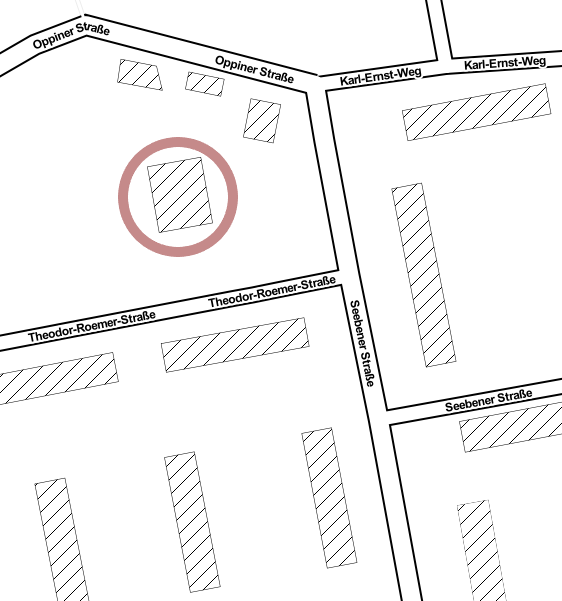 Oppiner Straße
Oppiner Straße
Karl-Ernst-Weg
Karl-Ernst-Weg
Theodor-Roemer-Straße
Theodor-Roemer-Straße
Seebener Straße
Seebener Straße